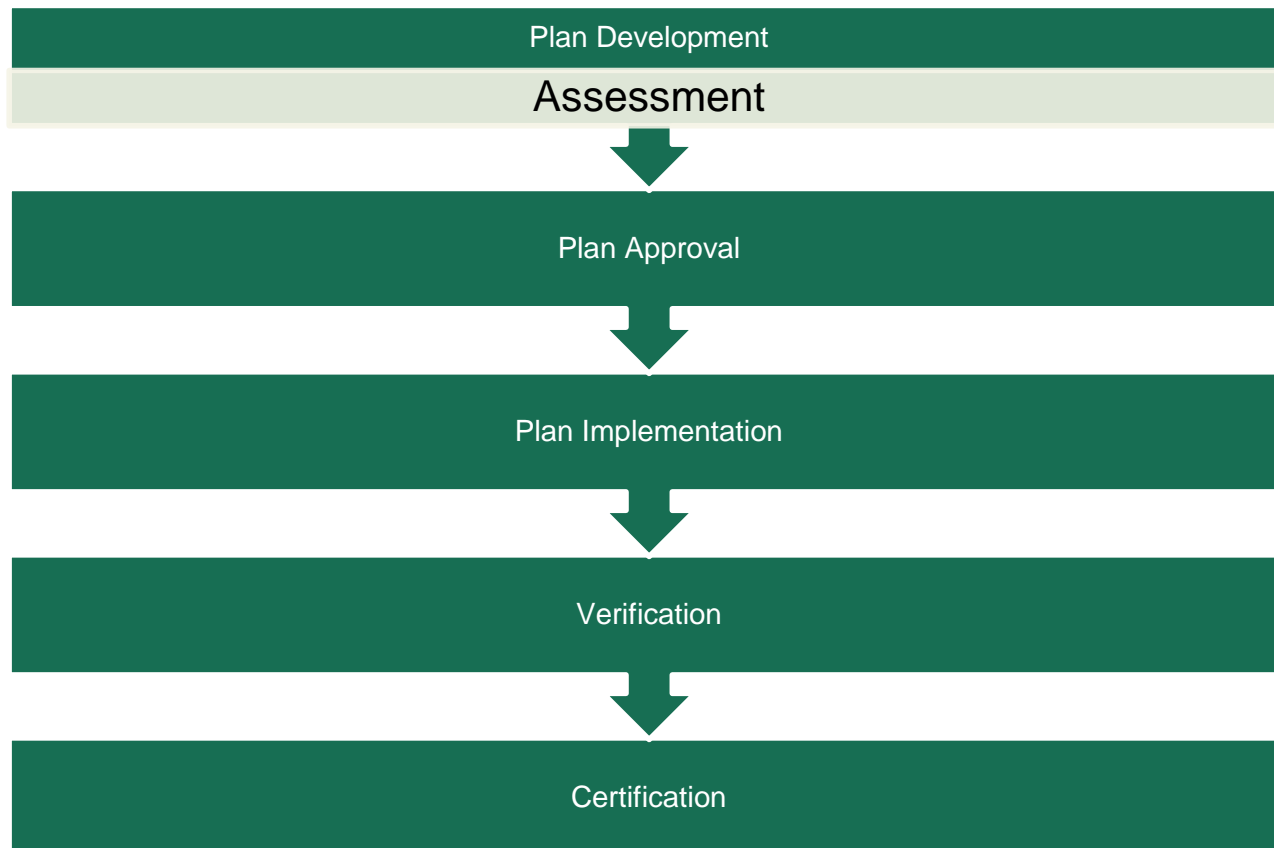 Plan Development
Assessment
Plan Approval
Plan Implementation
Verification
Certification